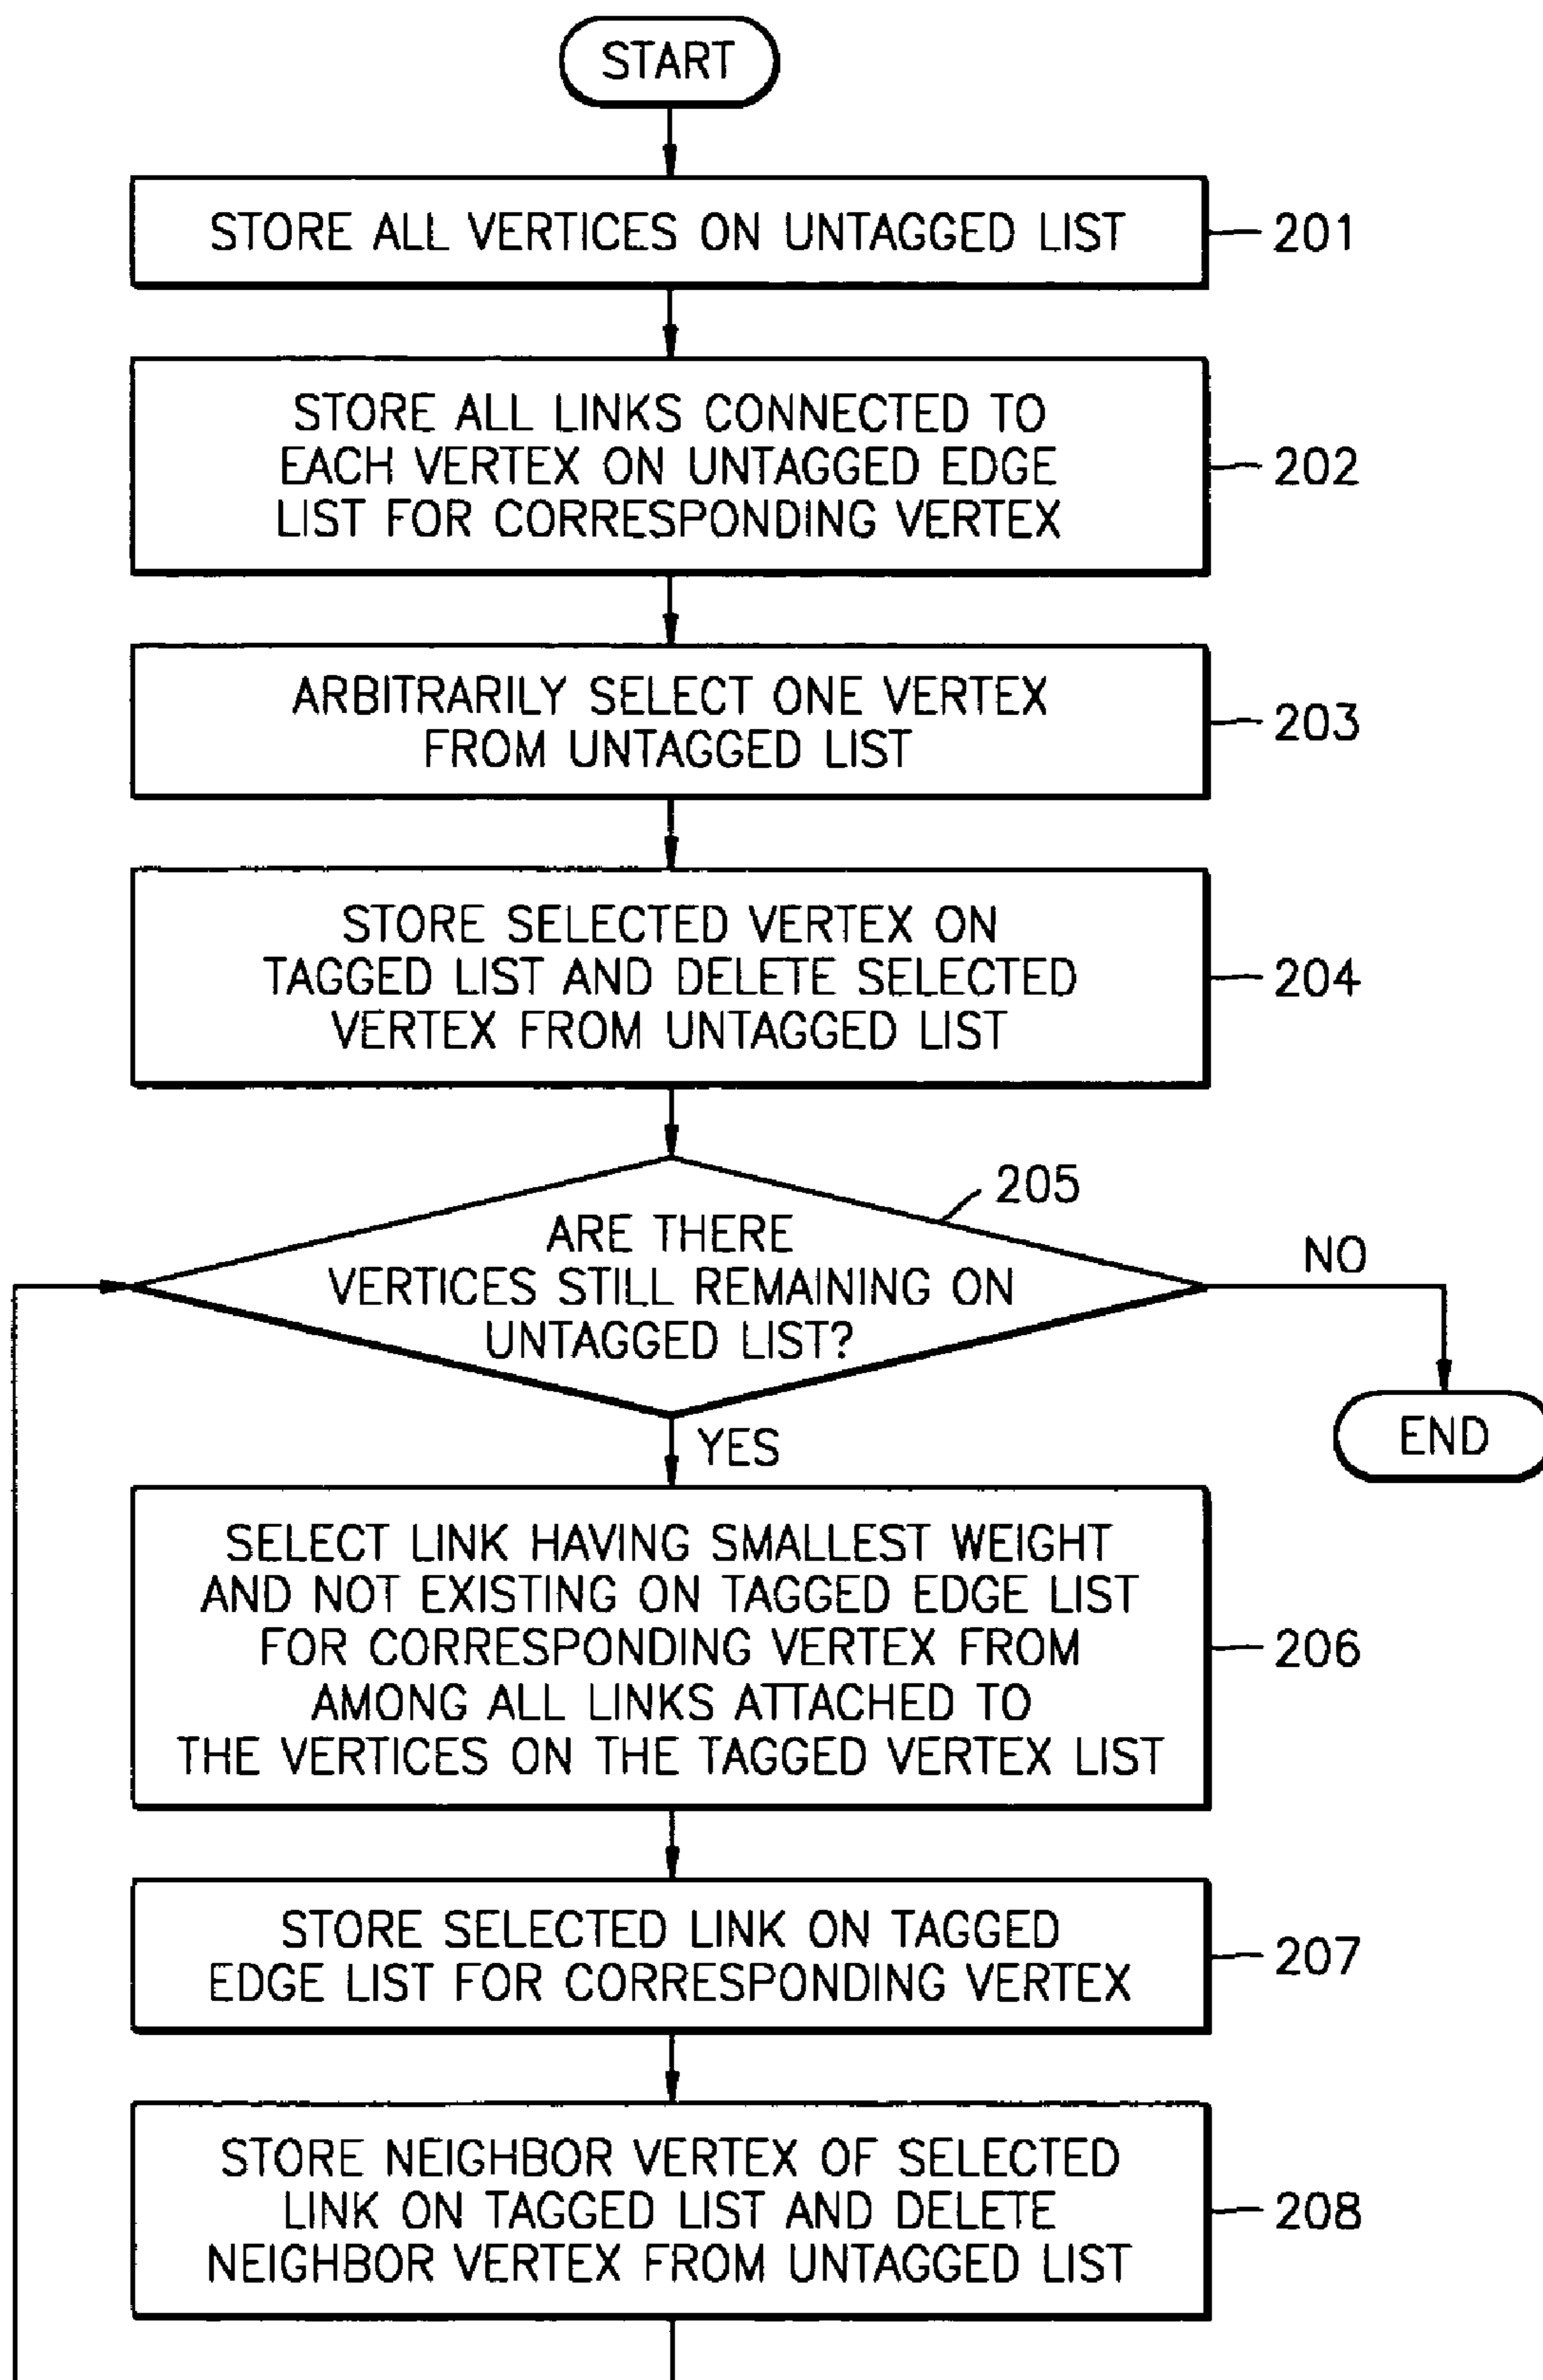 START
STORE ALL VERTICES ON UNTAGGED LIST
201
STORE ALL LINKS CONNECTED TO
EACH VERTEX ON UNTAGGED EDGE
LIST FOR CORRESPONDING VERTEX
202
ARBITRARILY SELECT ONE VERTEX
FROM UNTAGGED LIST
203
STORE SELECTED VERTEX ON
TAGGED LIST AND DELETE SELECTED
VERTEX FROM UNTAGGED LIST
204
205
ARE THERE
VERTICES STILL REMAINING ON
UNTAGGED LIST?
NO
END
YES
SELECT LINK HAVING SMALLEST WEIGHT
AND NOT EXISTING ON TAGGED EDGE LIST
FOR CORRESPONDING VERTEX FROM
AMONG ALL LINKS ATTACHED TO
THE VERTICES ON THE TAGGED VERTEX LIST
206
STORE SELECTED LINK ON TAGGED
EDGE LIST FOR CORRESPONDING VERTEX
207
STORE NEIGHBOR VERTEX OF SELECTED
LINK ON TAGGED LIST AND DELETE
NEIGHBOR VERTEX FROM UNTAGGED LIST
208